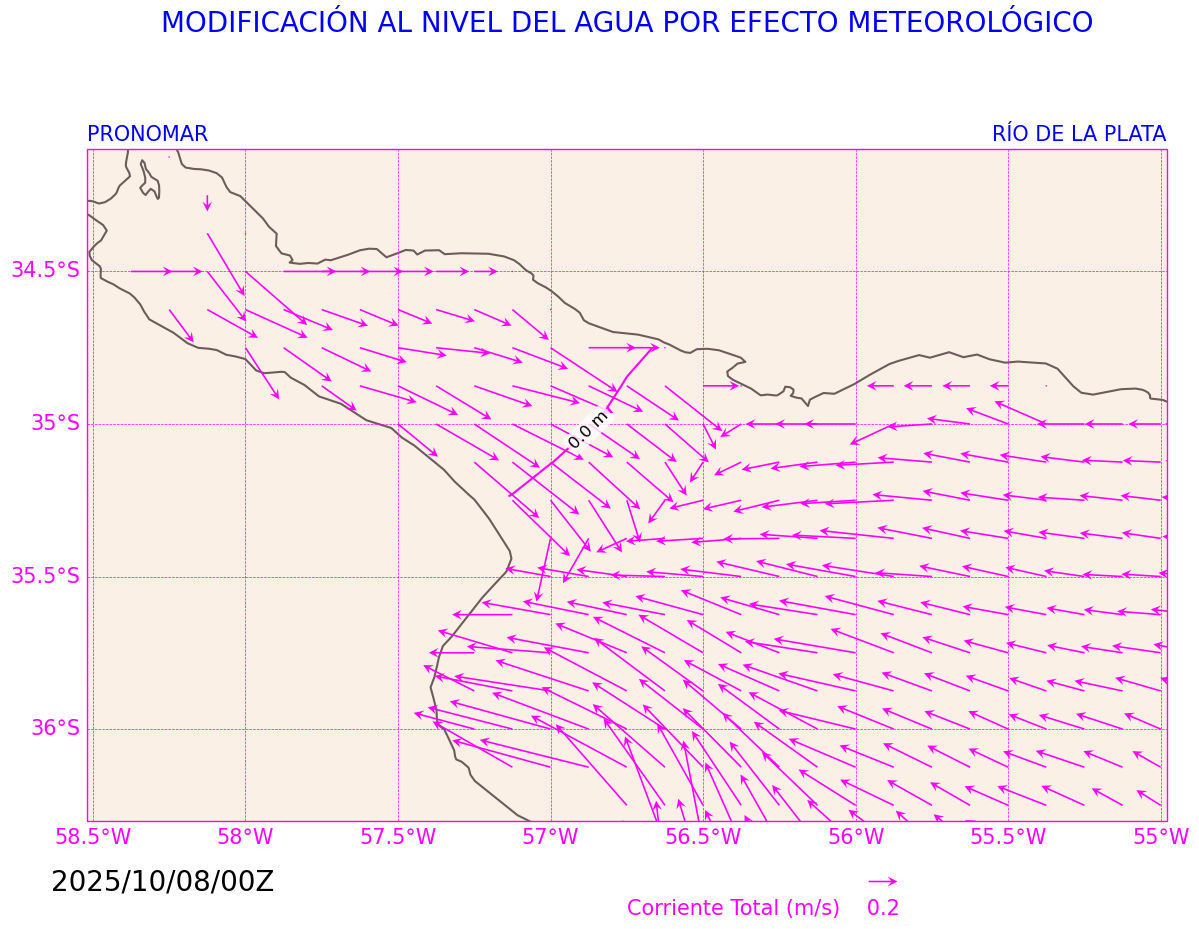 MODIFICACIÓN AL NIVEL DEL AGUA POR EFECTO METEOROLÓGICO
PRONOMAR RÍO DE LA PLATA
34.5°S
35°S
0.0 m
35.5°S
36°S
58.5°W 58°W 57.5°W 57°W 56.5°W 56°W 55.5°W 55°W
2025/10/08/00Z
Corriente Total (m/s) 0.2